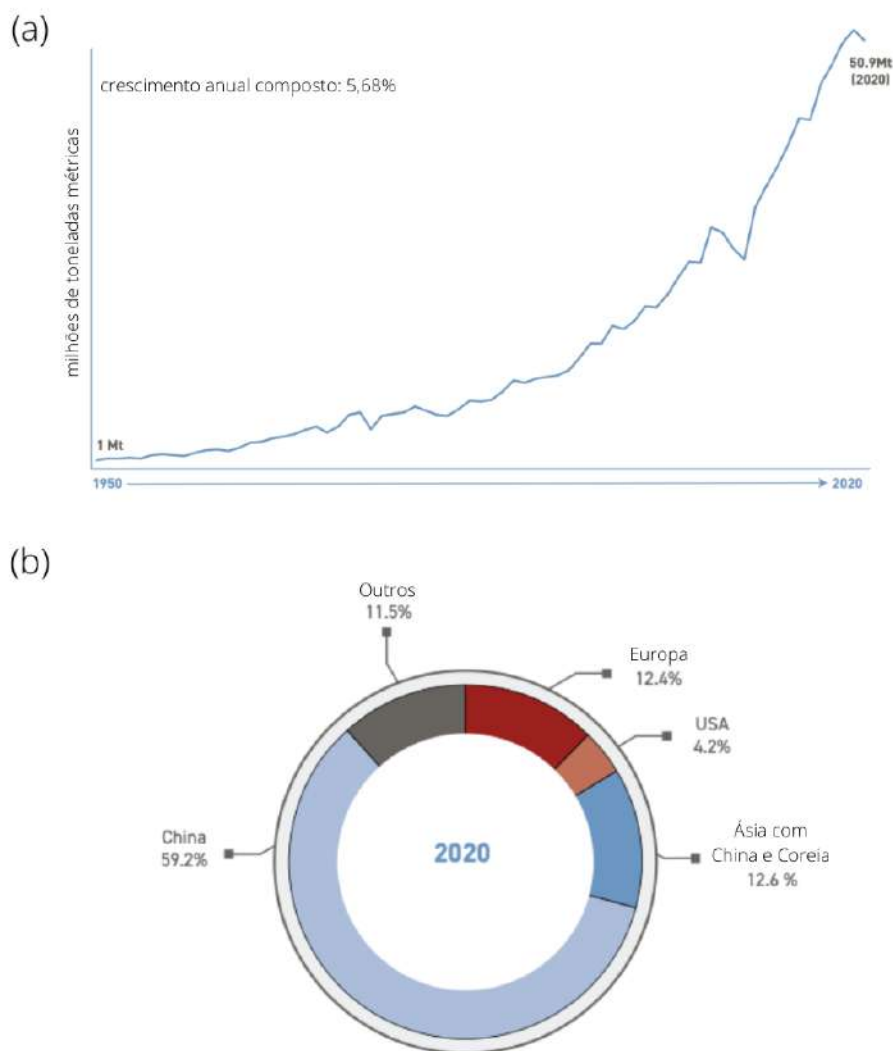 (a)
crescimento anual composto: 5,68%
50.9Mt
(2020)
milhões de toneladas métricas
1 Mt
1950
2020
(b)
Outros
11.5%
Europa
12.4%
USA
4.2%
China
59.2%
2020
Ásia com
China e Coreia
12.6 %